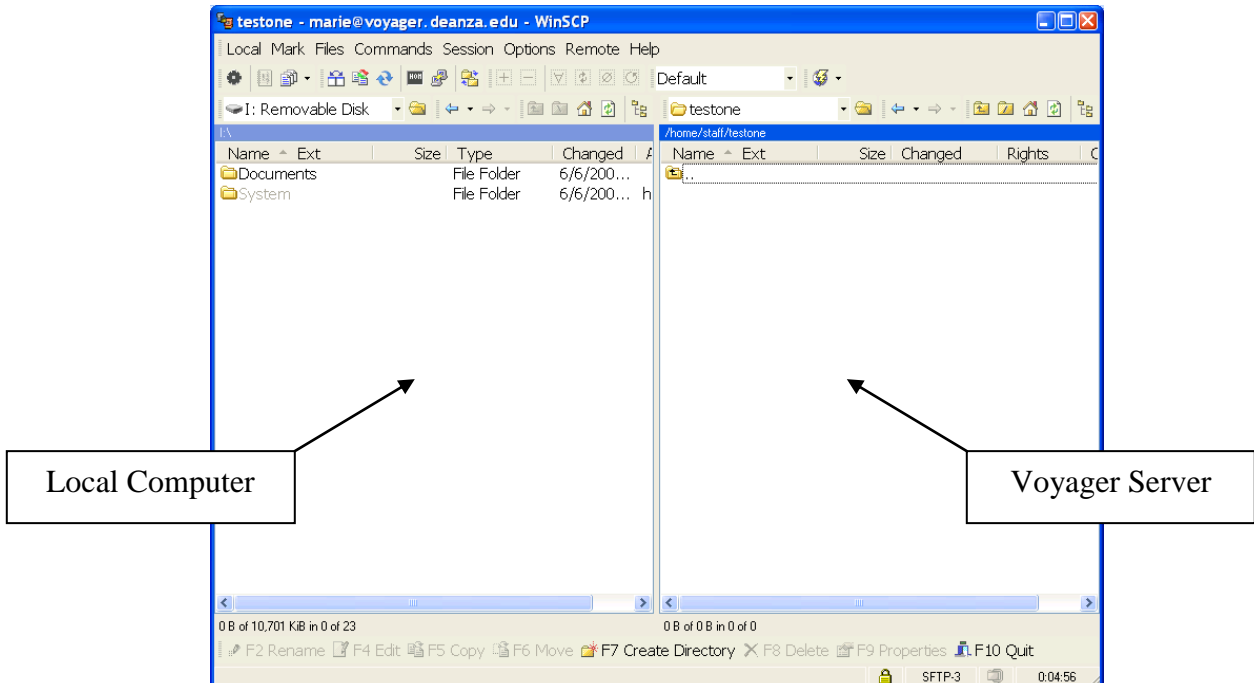 testone - marie@voyager.deanza.edu - WinSCP
Local Mark Files Commands Session Options Remote Help
Default
I: Removable Disk testone
I:\ /home/staff/testone
Name Ext Size Type Changed A Name Ext Size Changed Rights C
Documents File Folder 6/6/200... ..
System File Folder 6/6/200... h
Local Computer Voyager Server
0 B of 10,701 KiB in 0 of 23 0 B of 0 B in 0 of 0
F2 Rename F4 Edit F5 Copy F6 Move F7 Create Directory F8 Delete F9 Properties F10 Quit
SFTP-3 0:04:56